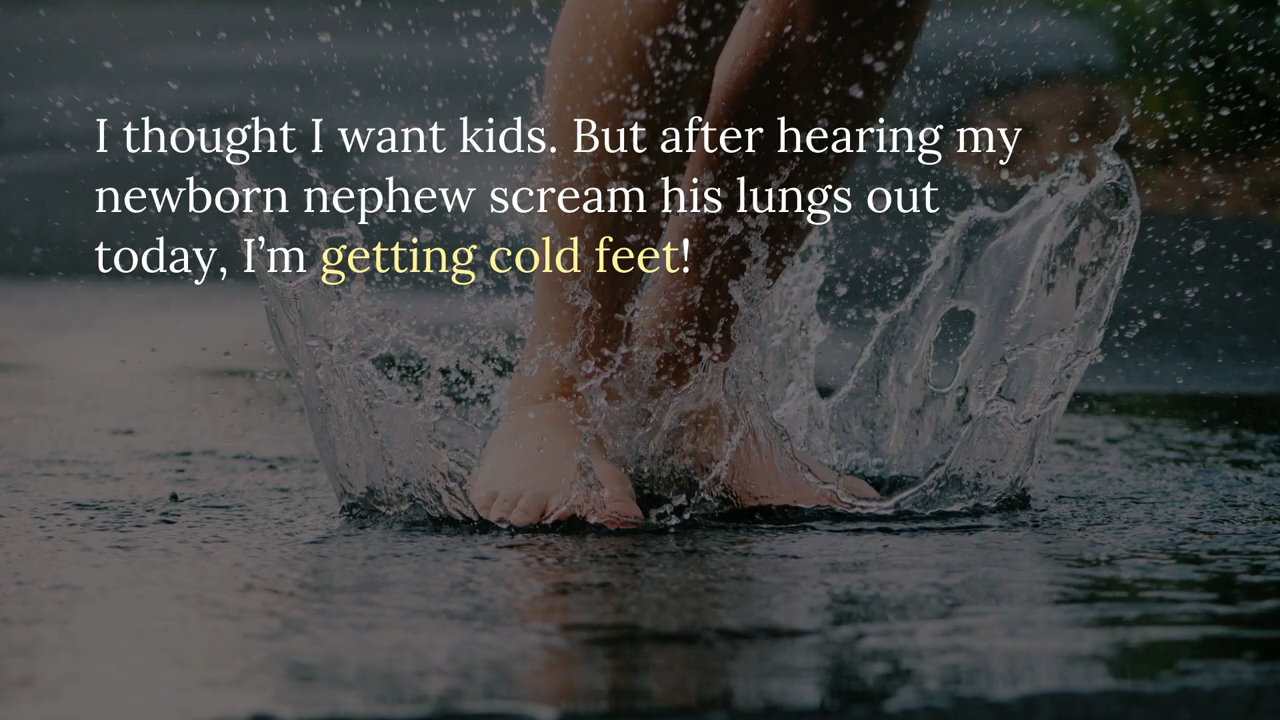 I thought I want kids. But after hearing my
newborn nephew scream his lungs out
today, I’m getting cold feet!